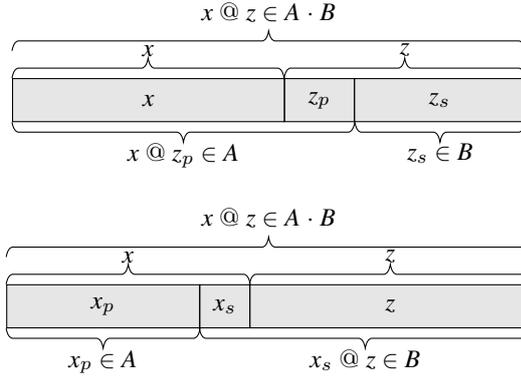 x @ z ∈ A · B
x z
x z_p z_s
x @ z_p ∈ A z_s ∈ B
x @ z ∈ A · B
x z
x_p x_s z
x_p ∈ A x_s @ z ∈ B